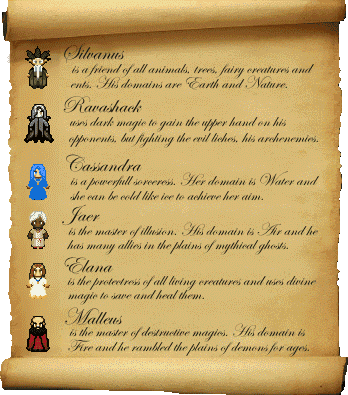 Silvanus
is a friend of all animals, trees, fairy creatures and
ents. His domains are Earth and Nature.
Ravashack
uses dark magic to gain the upper hand on his
opponents, but fighting the evil liches, his archenemies.
Cassandra
is a powerfull sorceress. Her domain is Water and
she can be cold like ice to achieve her aim.
Jaer
is the master of illusion. His domain is Air and he
has many allies in the plains of mythical ghosts.
Elana
is the protectress of all living creatures and uses divine
magic to save and heal them.
Malleus
is the master of destructive magics. His domain is
Fire and he rambled the plains of demons for ages.